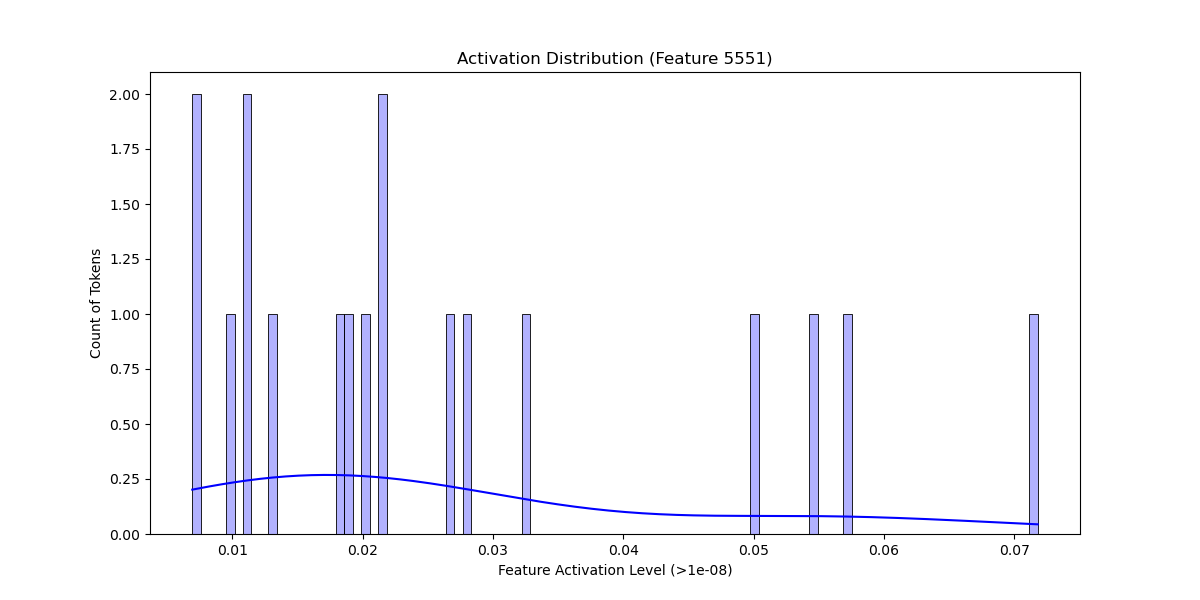 Activation Distribution (Feature 5551)
Count of Tokens
2.00
1.75
1.50
1.25
1.00
0.75
0.50
0.25
0.00
0.01 0.02 0.03 0.04 0.05 0.06 0.07
Feature Activation Level (>1e-08)